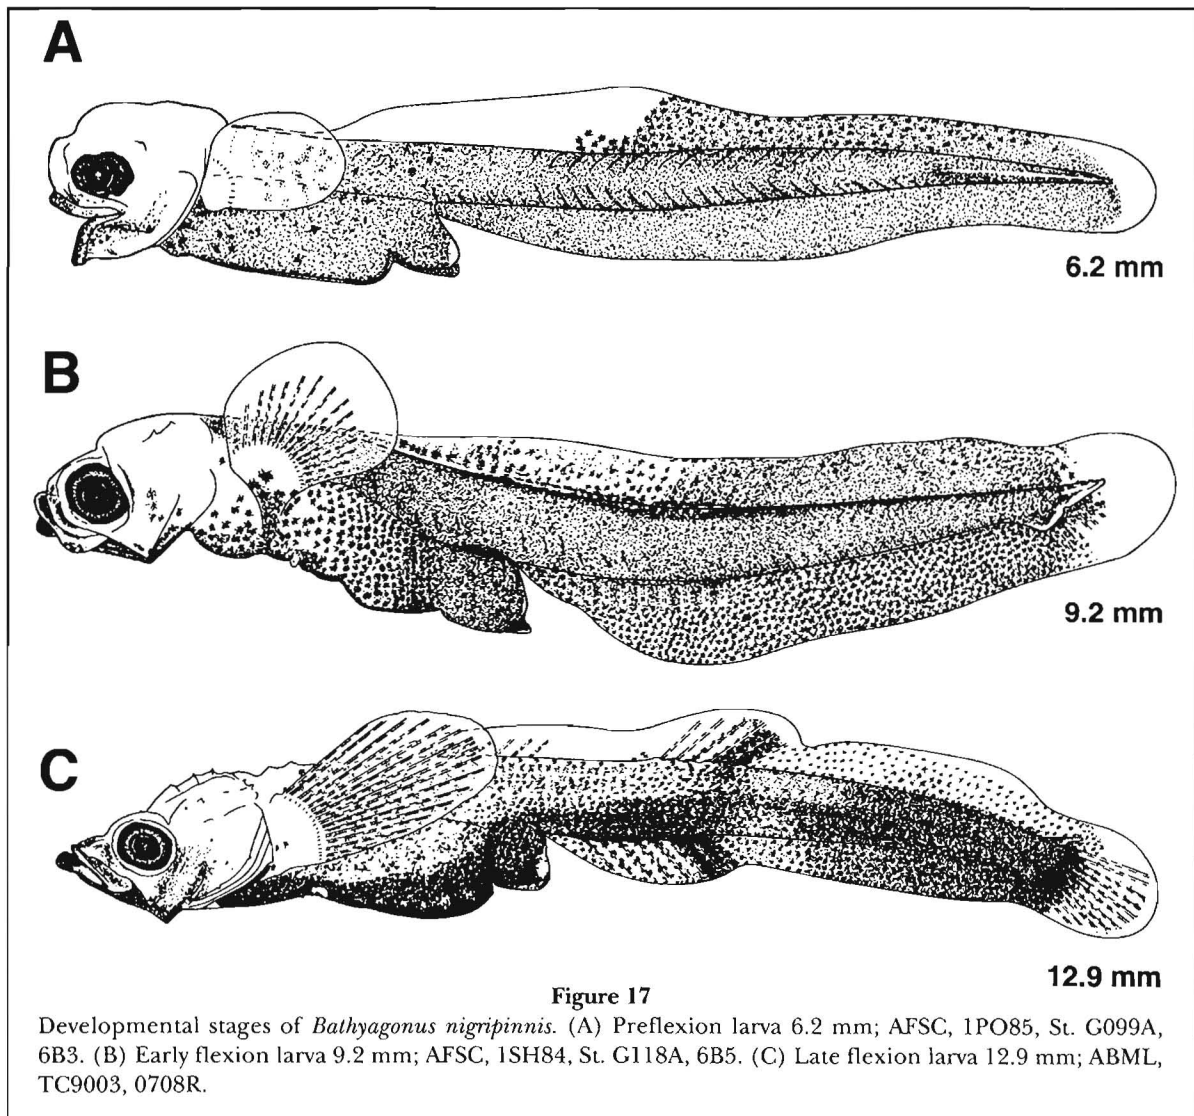 A
6.2 mm
B
9.2 mm
C
12.9 mm
Figure 17
Developmental stages of Bathyagonus nigripinnis. (A) Preflexion larva 6.2 mm; AFSC, 1PO85, St. G099A,
6B3. (B) Early flexion larva 9.2 mm; AFSC, 1SH84, St. G118A, 6B5. (C) Late flexion larva 12.9 mm; ABML,
TC9003, 0708R.